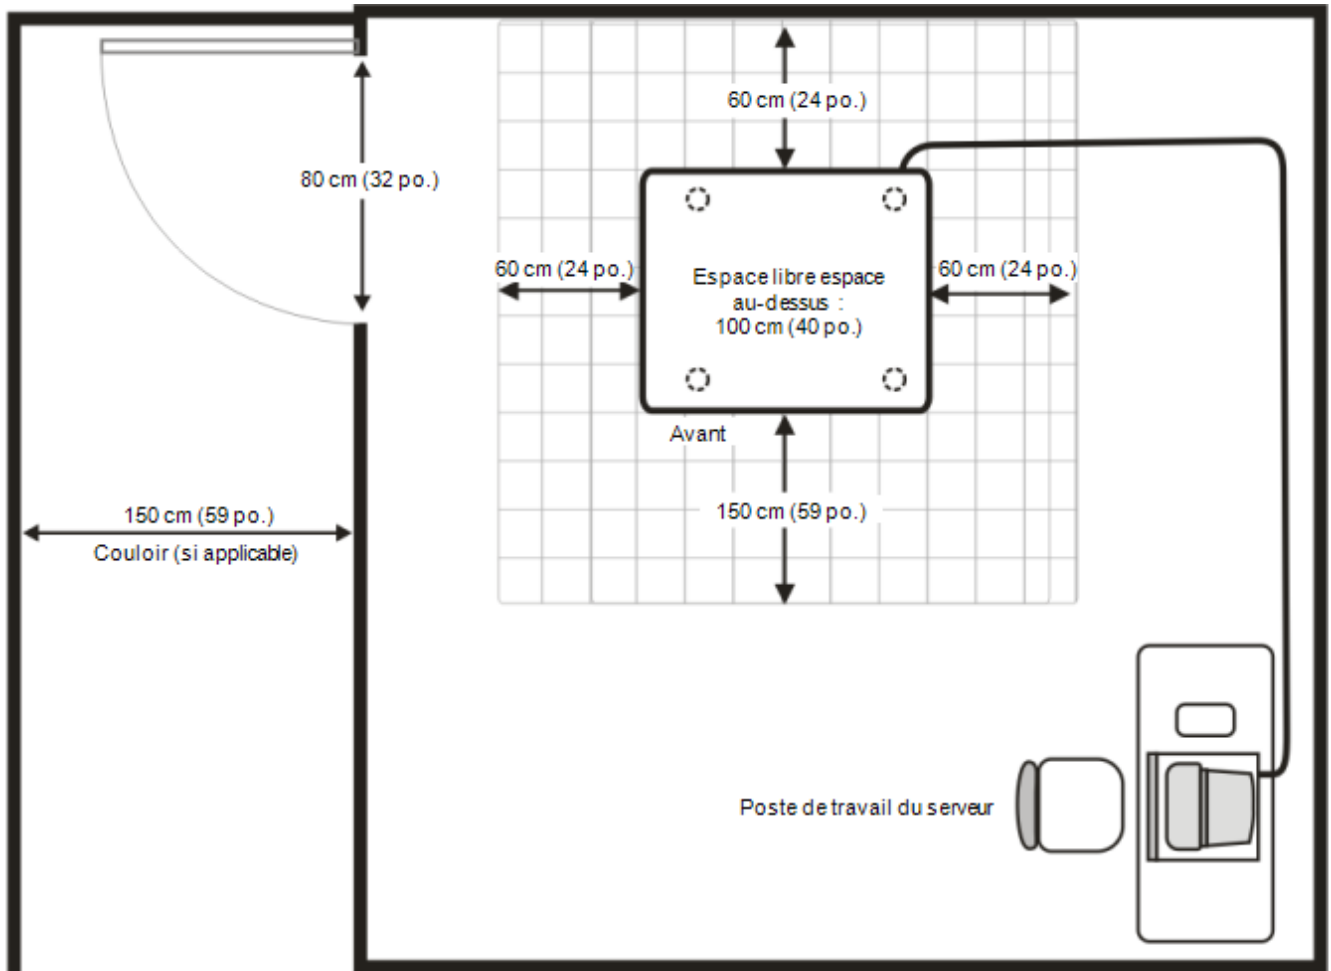 60 cm (24 po.)
80 cm (32 po.)
60 cm (24 po.)
60 cm (24 po.)
Espace libre espace
au-dessus :
100 cm (40 po.)
Avant
150 cm (59 po.)
150 cm (59 po.)
Couloir (si applicable)
Poste de travail du serveur